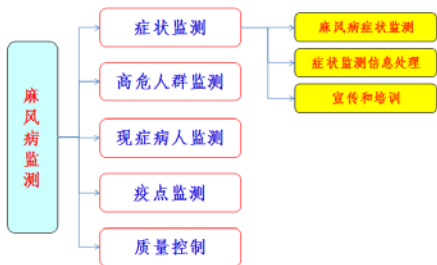 麻风病监测
症状监测
高危人群监测
现症病人监测
疫点监测
质量控制
麻风病症状监测
症状监测信息处理
宣传和培训